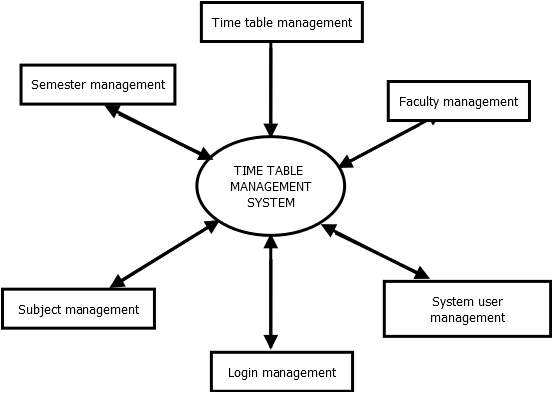 Time table management
Semester management
Faculty management
TIME TABLE
MANAGEMENT
SYSTEM
Subject management
System user
management
Login management